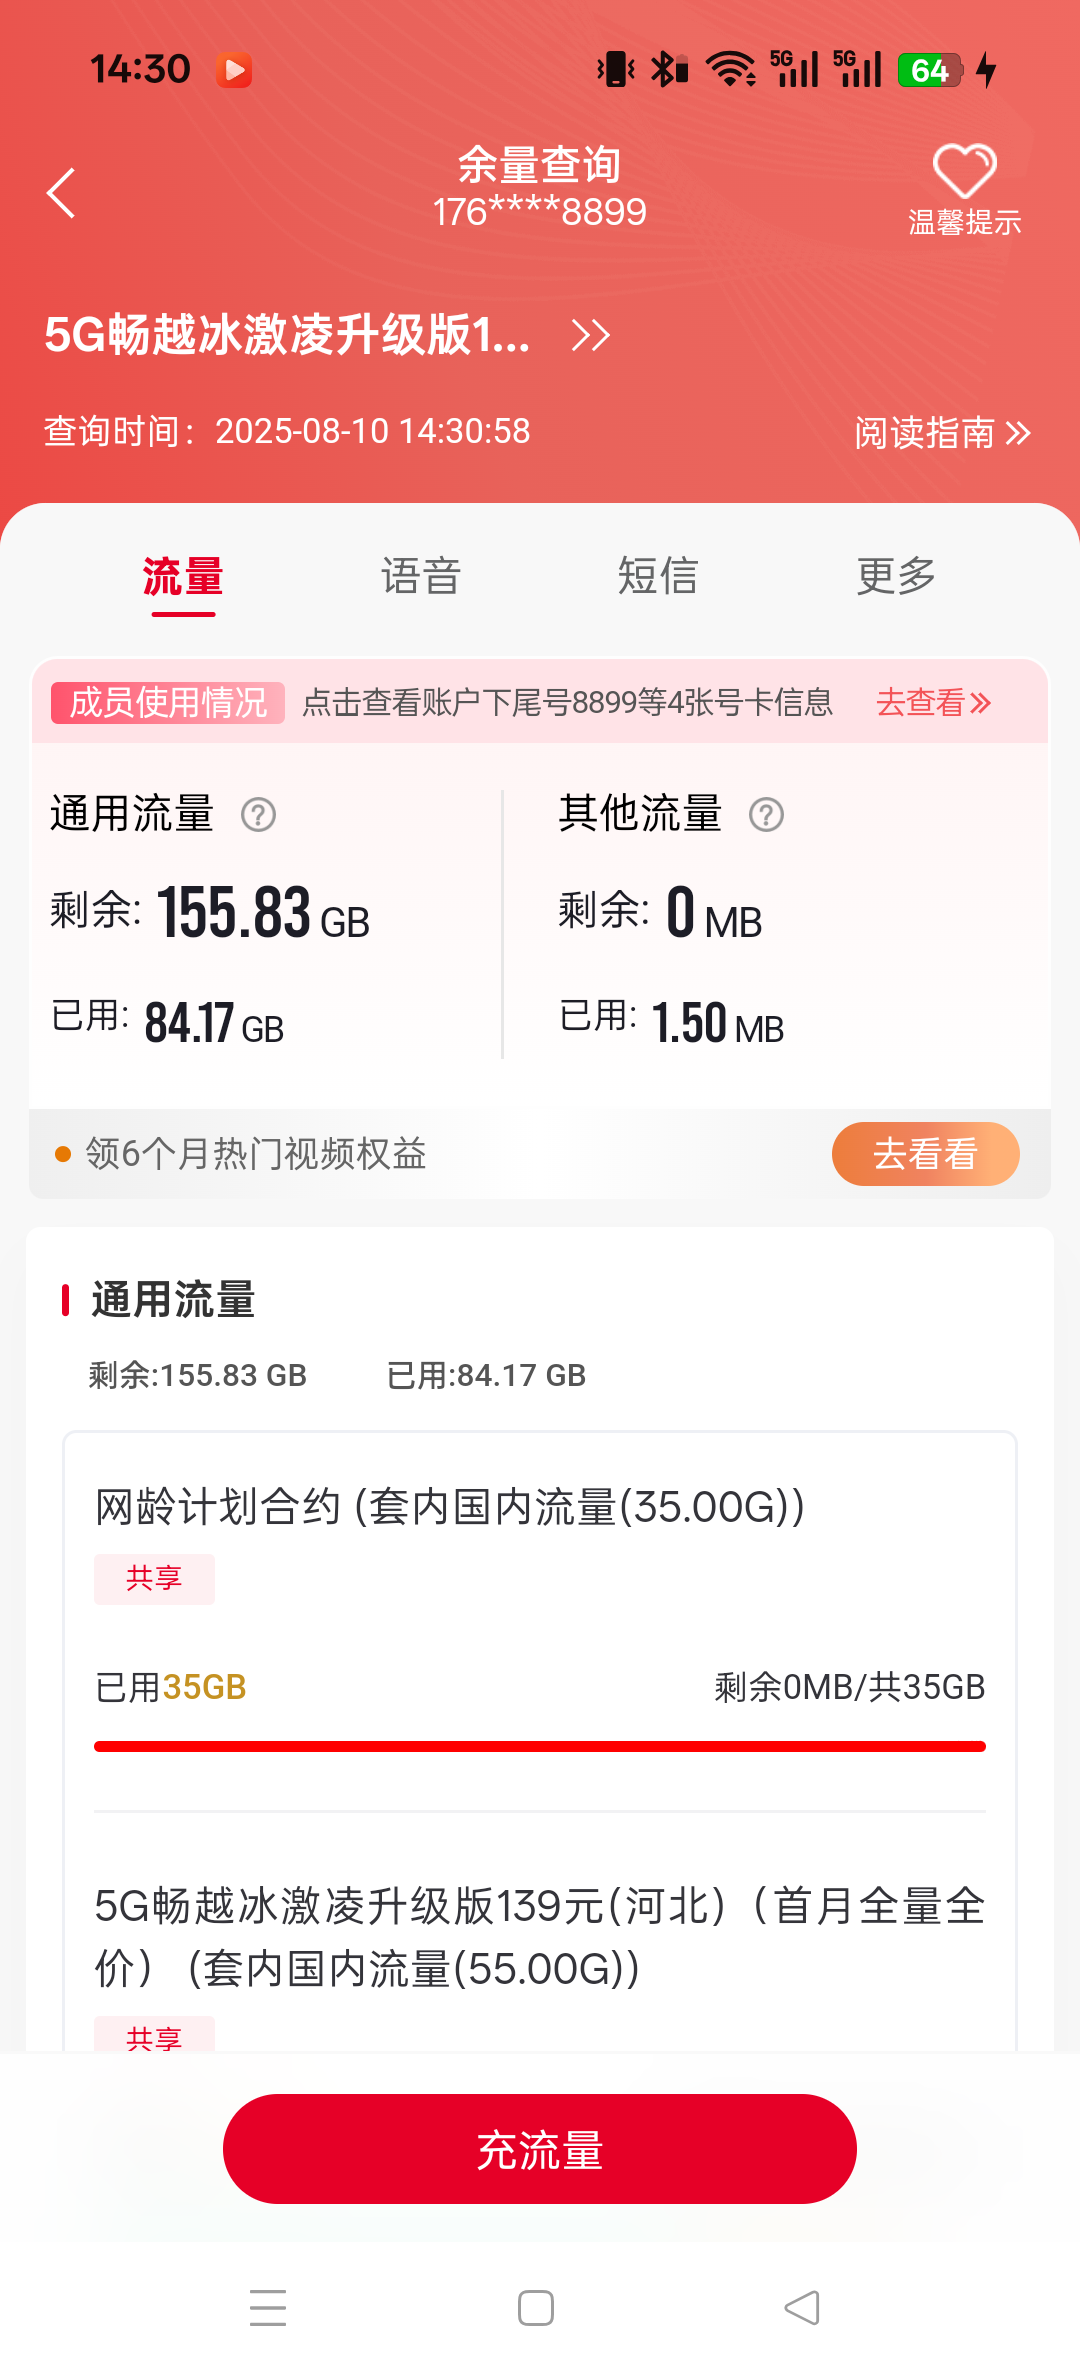 14:30
5G 5G 64
余量查询
176****8899
温馨提示
5G畅越冰激凌升级版1...
查询时间：2025-08-10 14:30:58
阅读指南
流量 语音 短信 更多
成员使用情况 点击查看账户下尾号8899等4张号卡信息 去查看
通用流量 ? 其他流量 ?
剩余: 155.83 GB 剩余: 0 MB
已用: 84.17 GB 已用: 1.50 MB
领6个月热门视频权益 去看看
通用流量
剩余:155.83 GB 已用:84.17 GB
网龄计划合约 (套内国内流量(35.00G))
共享
已用35GB 剩余0MB/共35GB
5G畅越冰激凌升级版139元(河北)（首月全量全
价） (套内国内流量(55.00G))
共享
充流量